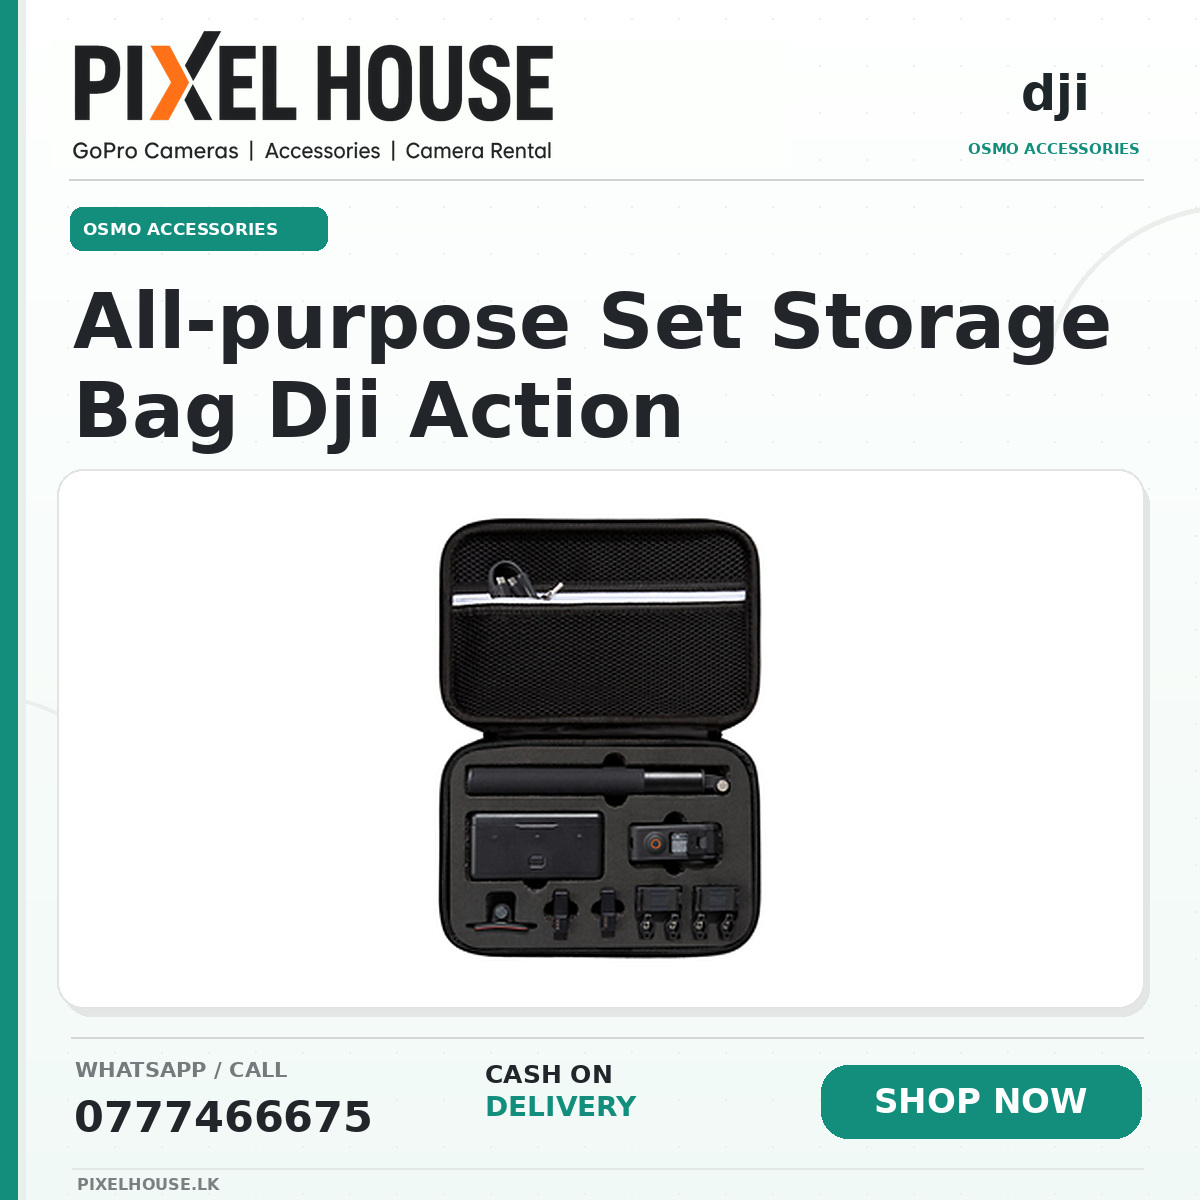 PIXEL HOUSE
GoPro Cameras | Accessories | Camera Rental
dji
OSMO ACCESSORIES
OSMO ACCESSORIES
All-purpose Set Storage
Bag Dji Action
WHATSAPP / CALL
0777466675
CASH ON
DELIVERY
SHOP NOW
PIXELHOUSE.LK